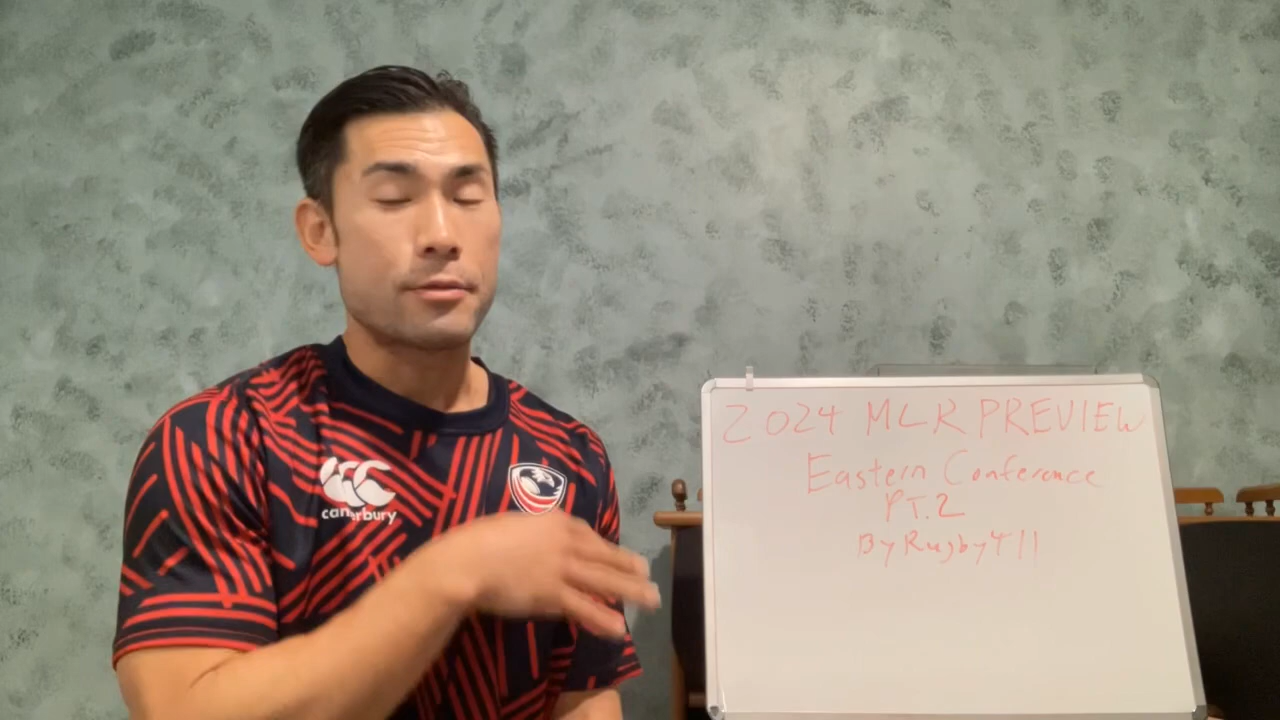 canterbury
2024 MLR PREVIEW
Eastern Conference
PT.2
By Rugby411